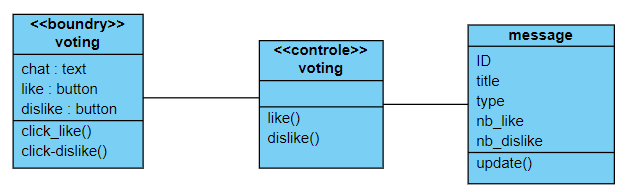 <<boundry>>
voting
chat : text
like : button
dislike : button
click_like()
click-dislike()
<<controle>>
voting
like()
dislike()
message
ID
title
type
nb_like
nb_dislike
update()